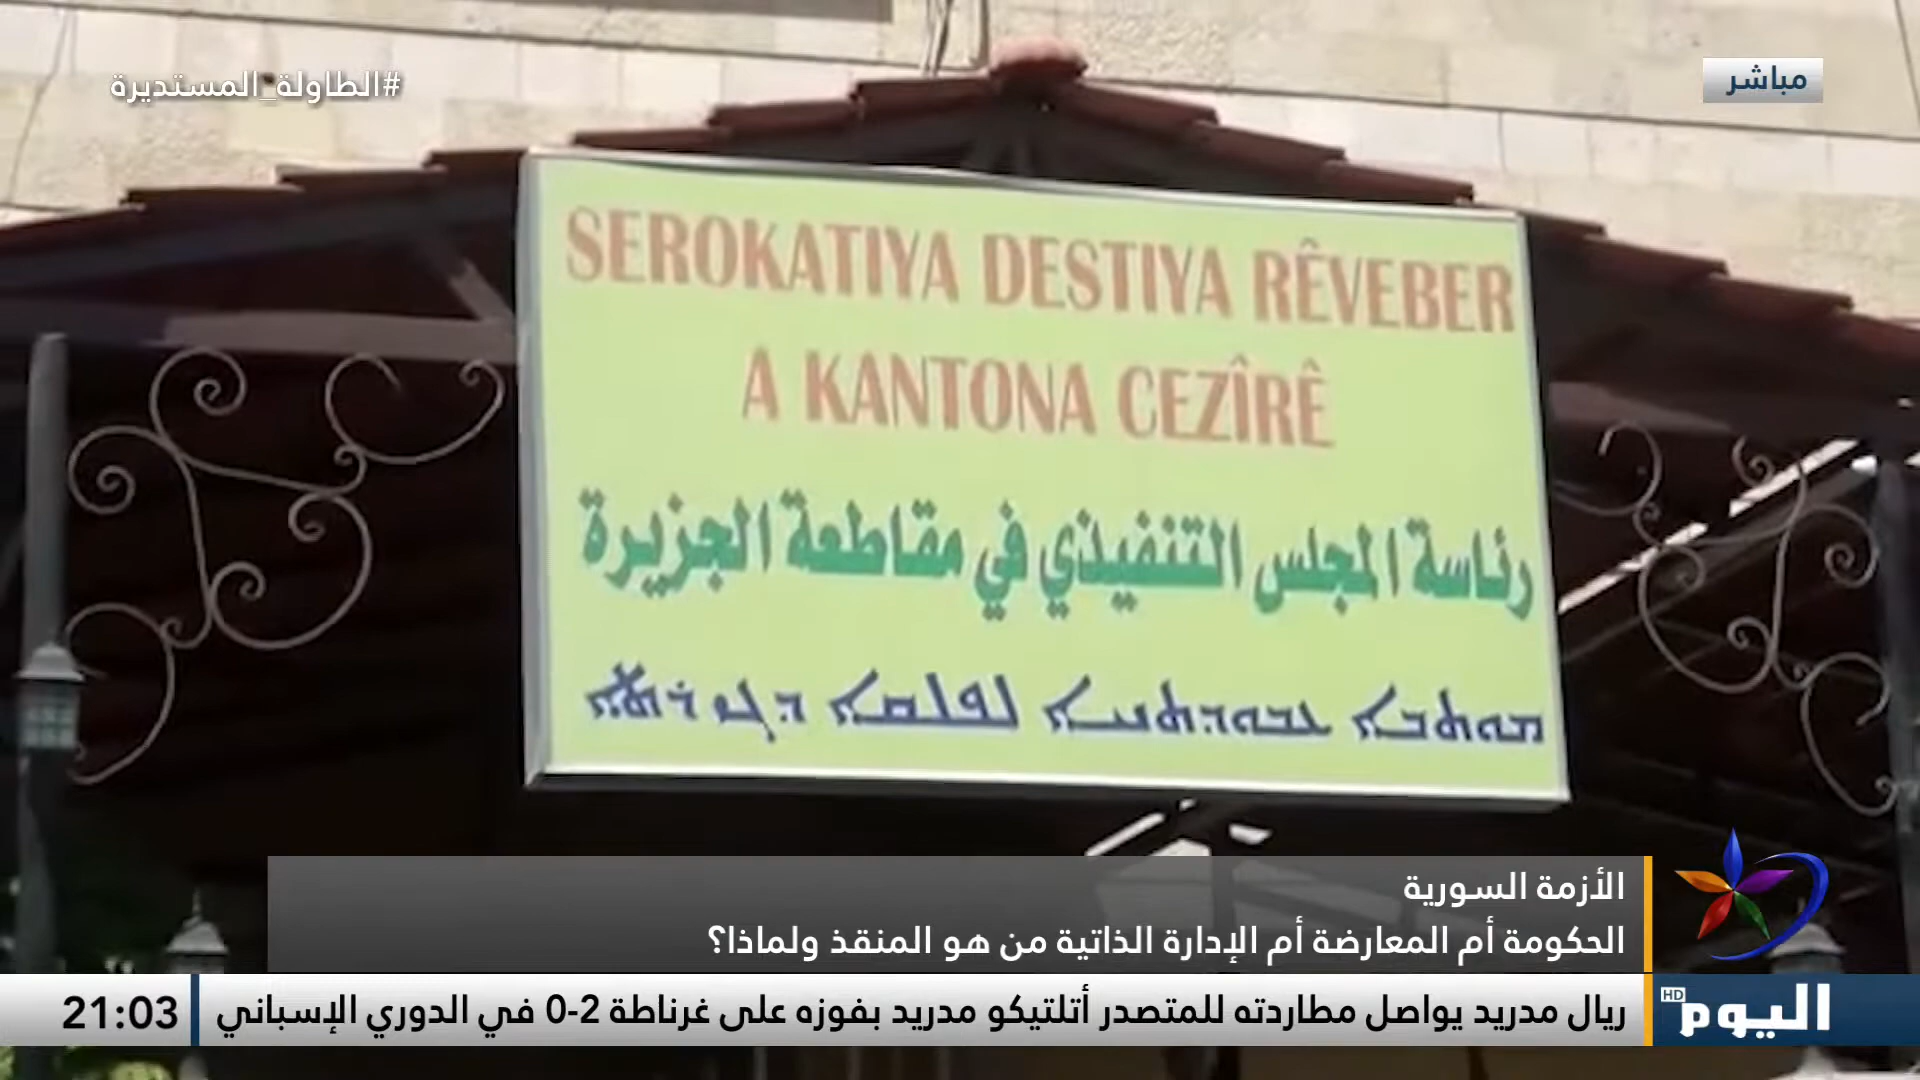 #الطاولة_المستديرة
مباشر
SEROKATIYA DESTIYA RÊVEBER
A KANTONA CEZÎRÊ
رئاسة المجلس التنفيذي في مقاطعة الجزيرة
الأزمة السورية
الحكومة أم المعارضة أم الإدارة الذاتية من هو المنقذ ولماذا؟
ريال مدريد يواصل مطاردته للمتصدر أتلتيكو مدريد بفوزه على غرناطة 2-0 في الدوري الإسباني
21:03
اليوم
HD